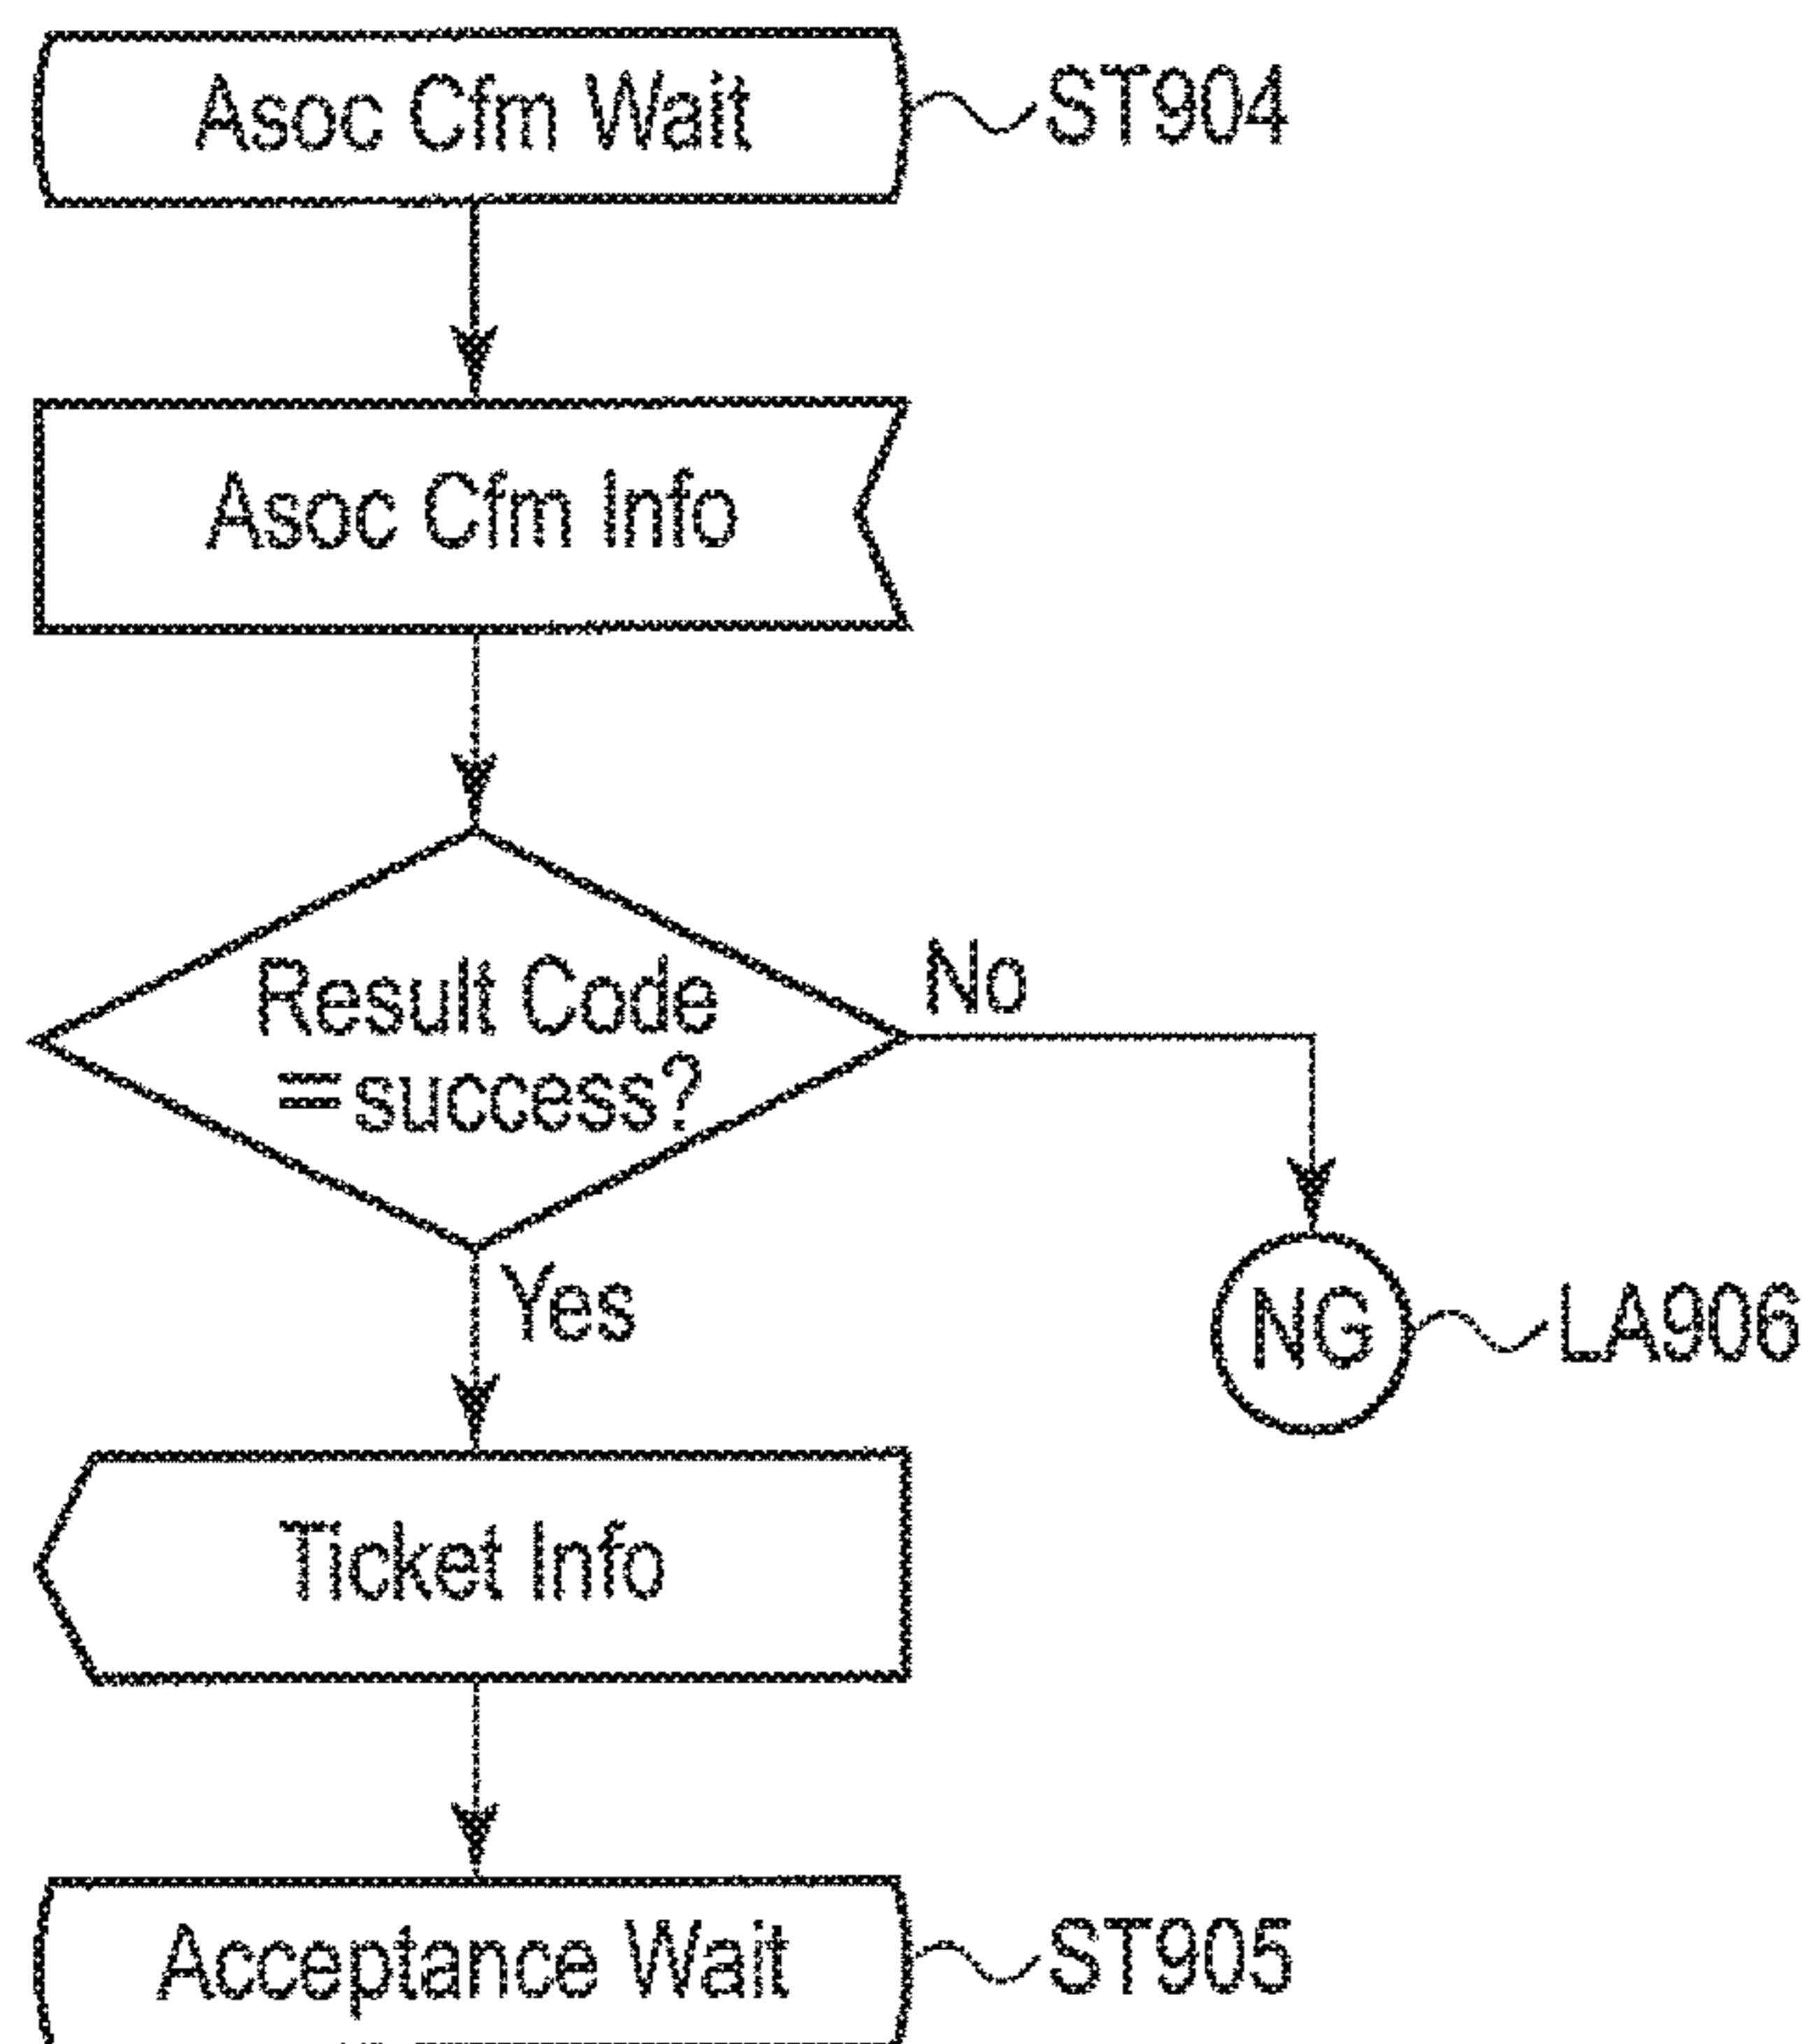 Asoc Cfm Wait ST904
Asoc Cfm Info
Result Code
=success?
No
Yes
NG LA906
Ticket Info
Acceptance Wait ST905